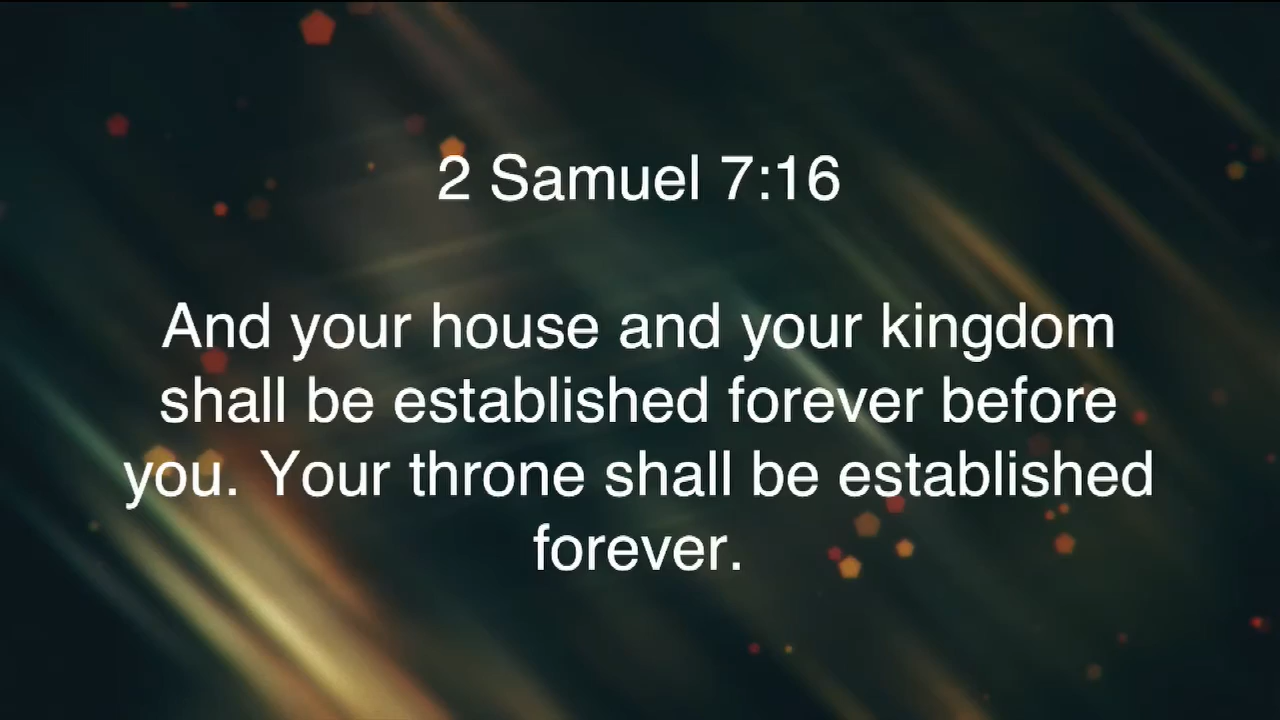 2 Samuel 7:16
And your house and your kingdom
shall be established forever before
you. Your throne shall be established
forever.